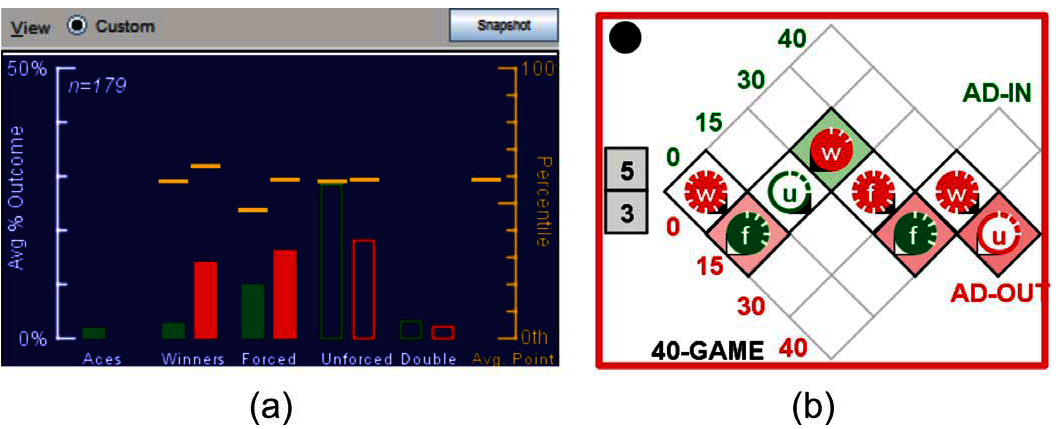 View Custom Snapshot
50%
n=179
100
Avg % Outcome
Percentile
0%
0th
Aces Winners Forced Unforced Double Avg. Point
(a)
40
30
15
0
AD-IN
5
3
w
w
u
f
w
f
f
u
0
15
30
40
AD-OUT
40-GAME
(b)